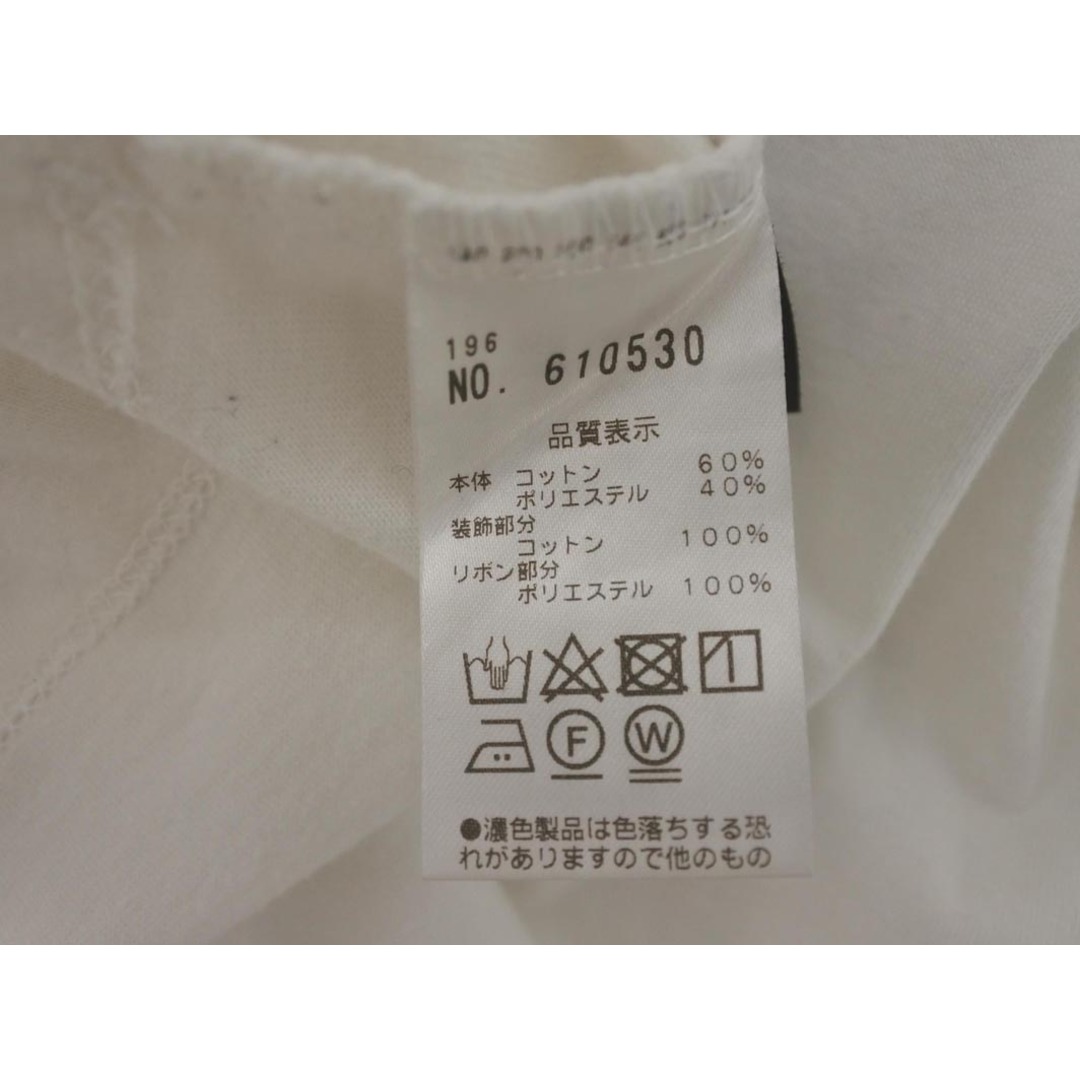 196
NO. 610530
品質表示
本体 コットン 60%
ポリエステル 40%
装飾部分
コットン 100%
リボン部分
ポリエステル 100%
F W
●濃色製品は色落ちする恐
れがありますので他のもの